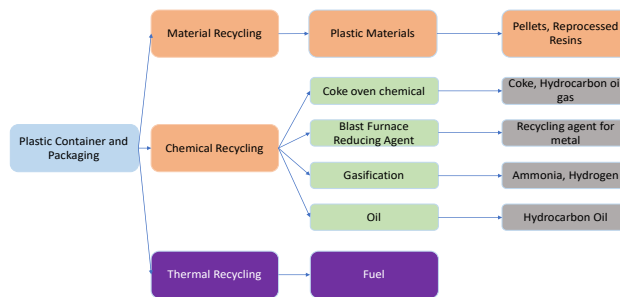 Material Recycling
Plastic Materials
Pellets, Reprocessed
Resins
Coke oven chemical
Coke, Hydrocarbon oil
gas
Plastic Container and
Packaging
Chemical Recycling
Blast Furnace
Reducing Agent
Recycling agent for
metal
Gasification
Ammonia, Hydrogen
Oil
Hydrocarbon Oil
Thermal Recycling
Fuel